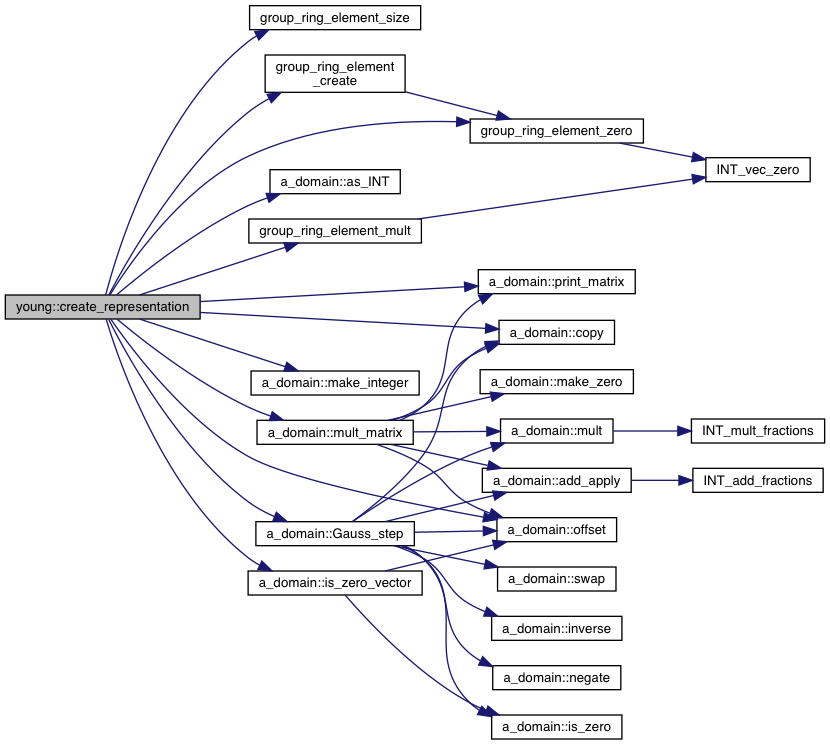 group_ring_element_size
group_ring_element
_create
group_ring_element_zero
INT_vec_zero
a_domain::as_INT
group_ring_element_mult
a_domain::print_matrix
young::create_representation
a_domain::copy
a_domain::make_integer
a_domain::make_zero
a_domain::mult_matrix
a_domain::mult
INT_mult_fractions
a_domain::add_apply
INT_add_fractions
a_domain::Gauss_step
a_domain::offset
a_domain::is_zero_vector
a_domain::swap
a_domain::inverse
a_domain::negate
a_domain::is_zero